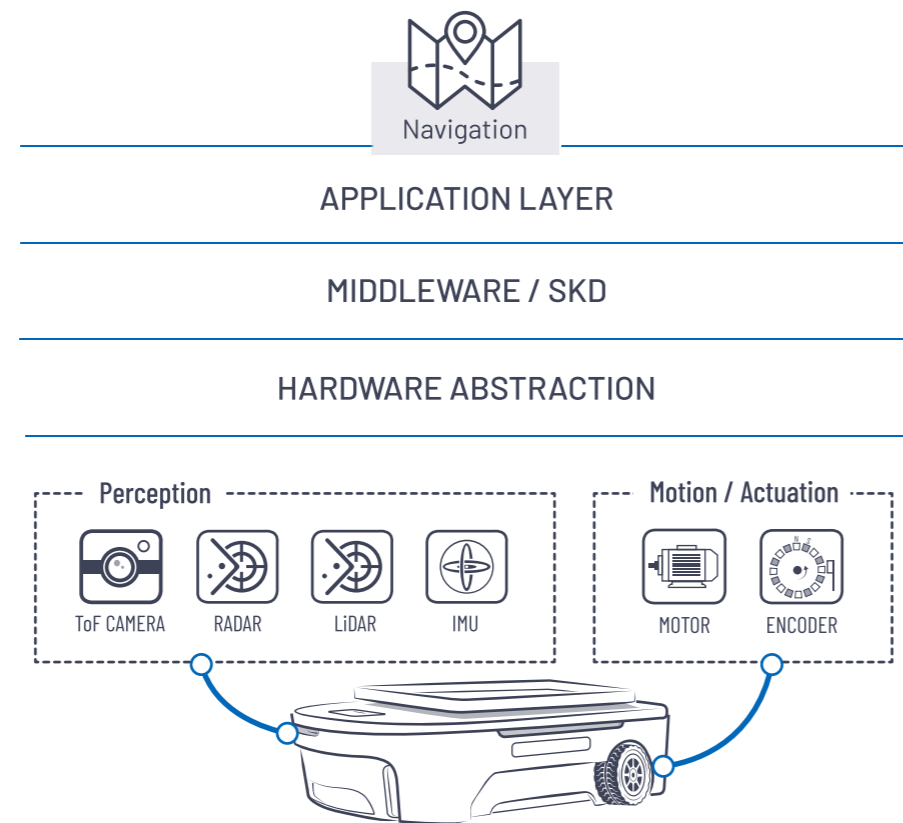 Navigation
APPLICATION LAYER
MIDDLEWARE / SKD
HARDWARE ABSTRACTION
Perception
ToF CAMERA
RADAR
LiDAR
IMU
Motion / Actuation
MOTOR
N S
ENCODER